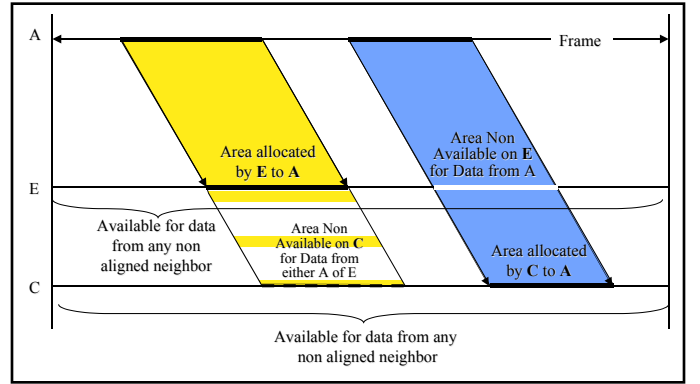 A
Frame
Area allocated
by E to A
Area Non
Available on E
for Data from A
E
Available for data
from any non
aligned neighbor
Area Non
Available on C
for Data from
either A of E
Area allocated
by C to A
C
Available for data from any
non aligned neighbor